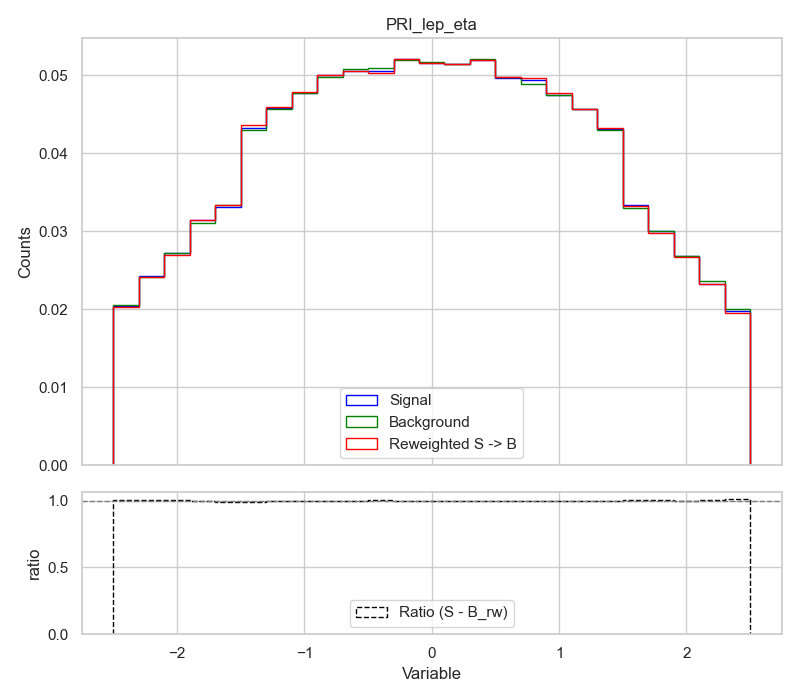 PRI_lep_eta
0.05
0.04
0.03
0.02
0.01
0.00
Counts
Signal
Background
Reweighted S -> B
1.0
0.5
0.0
ratio
Ratio (S - B_rw)
−2 −1 0 1 2
Variable